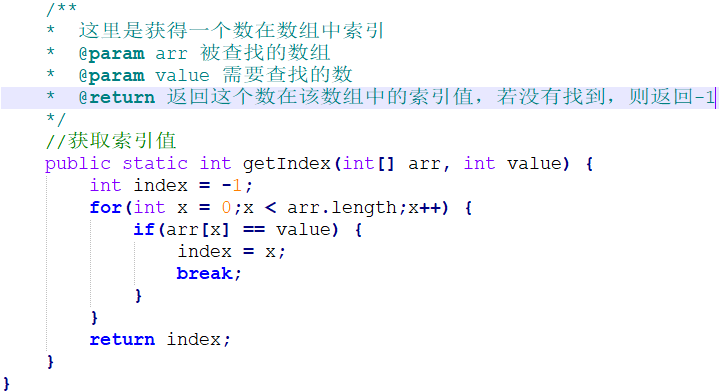 /**
*  这里是获得一个数在数组中索引
*  @param arr 被查找的数组
*  @param value 需要查找的数
*  @return 返回这个数在该数组中的索引值，若没有找到，则返回-1
*/
//获取索引值
public static int getIndex(int[] arr, int value) {
    int index = -1;
    for(int x = 0;x < arr.length;x++) {
        if(arr[x] == value) {
            index = x;
            break;
        }
    }
    return index;
}
}